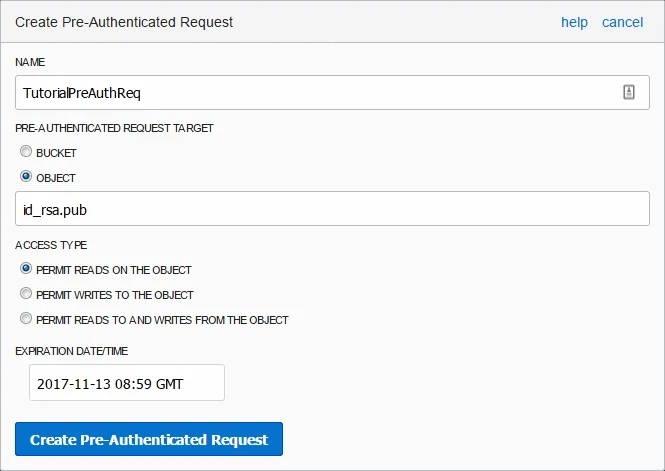 Create Pre-Authenticated Request help cancel
NAME
TutorialPreAuthReq
PRE-AUTHENTICATED REQUEST TARGET
BUCKET
OBJECT
id_rsa.pub
ACCESS TYPE
PERMIT READS ON THE OBJECT
PERMIT WRITES TO THE OBJECT
PERMIT READS TO AND WRITES FROM THE OBJECT
EXPIRATION DATE/TIME
2017-11-13 08:59 GMT
Create Pre-Authenticated Request